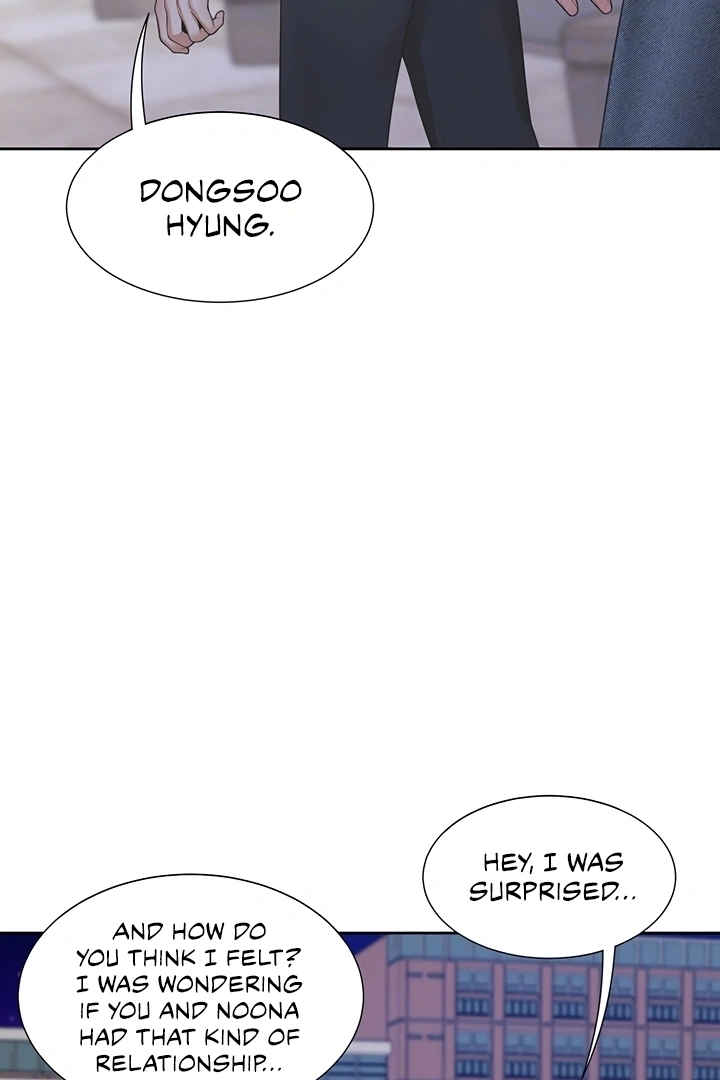 DONGSOO
HYUNG.
HEY, I WAS
SURPRISED...
AND HOW DO
YOU THINK I FELT?
I WAS WONDERING
IF YOU AND NOONA
HAD THAT KIND OF
RELATIONSHIP...